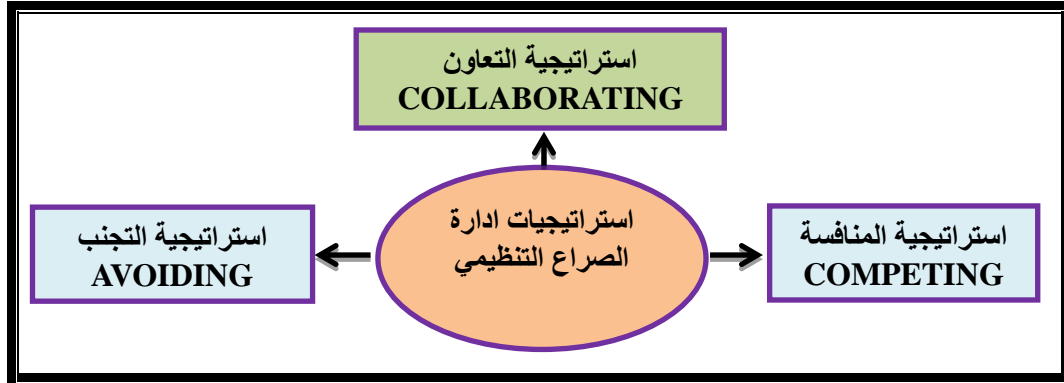 استراتيجية التعاون
COLLABORATING
استراتيجيات ادارة
الصراع التنظيمي
استراتيجية المنافسة
COMPETING
استراتيجية التجنب
AVOIDING